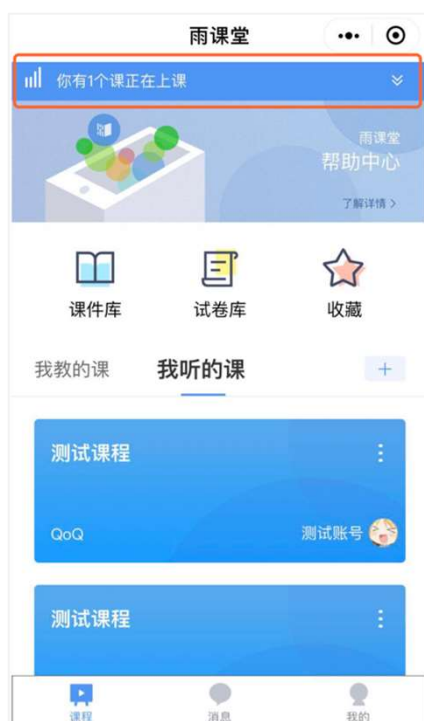 雨课堂
你有1个课正在上课
雨课堂
帮助中心
了解详情 >
课件库 试卷库 收藏
我教的课 我听的课 +
测试课程
QoQ 测试账号
测试课程
课程 消息 我的